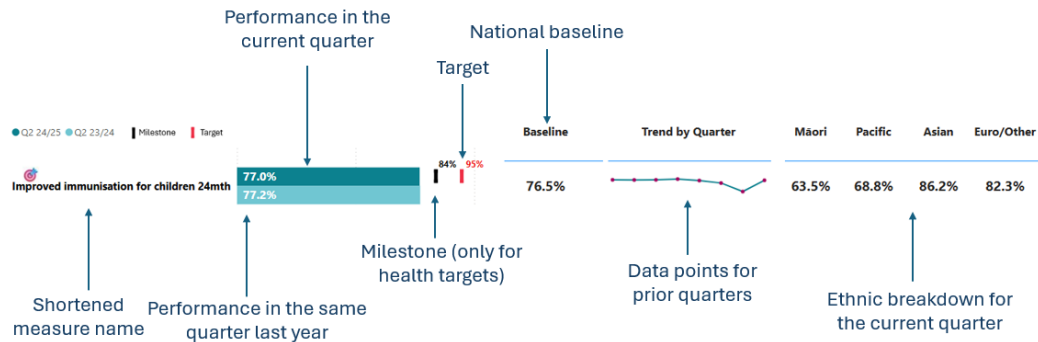 Performance in the
current quarter
National baseline
Target
Q2 24/25 Q2 23/24 Milestone Target
Baseline Trend by Quarter Māori Pacific Asian Euro/Other
84% 95%
Improved immunisation for children 24mth 77.0%
77.2%
76.5% 63.5% 68.8% 86.2% 82.3%
Milestone (only for
health targets)
Data points for
prior quarters
Shortened
measure name
Performance in the same
quarter last year
Ethnic breakdown for
the current quarter